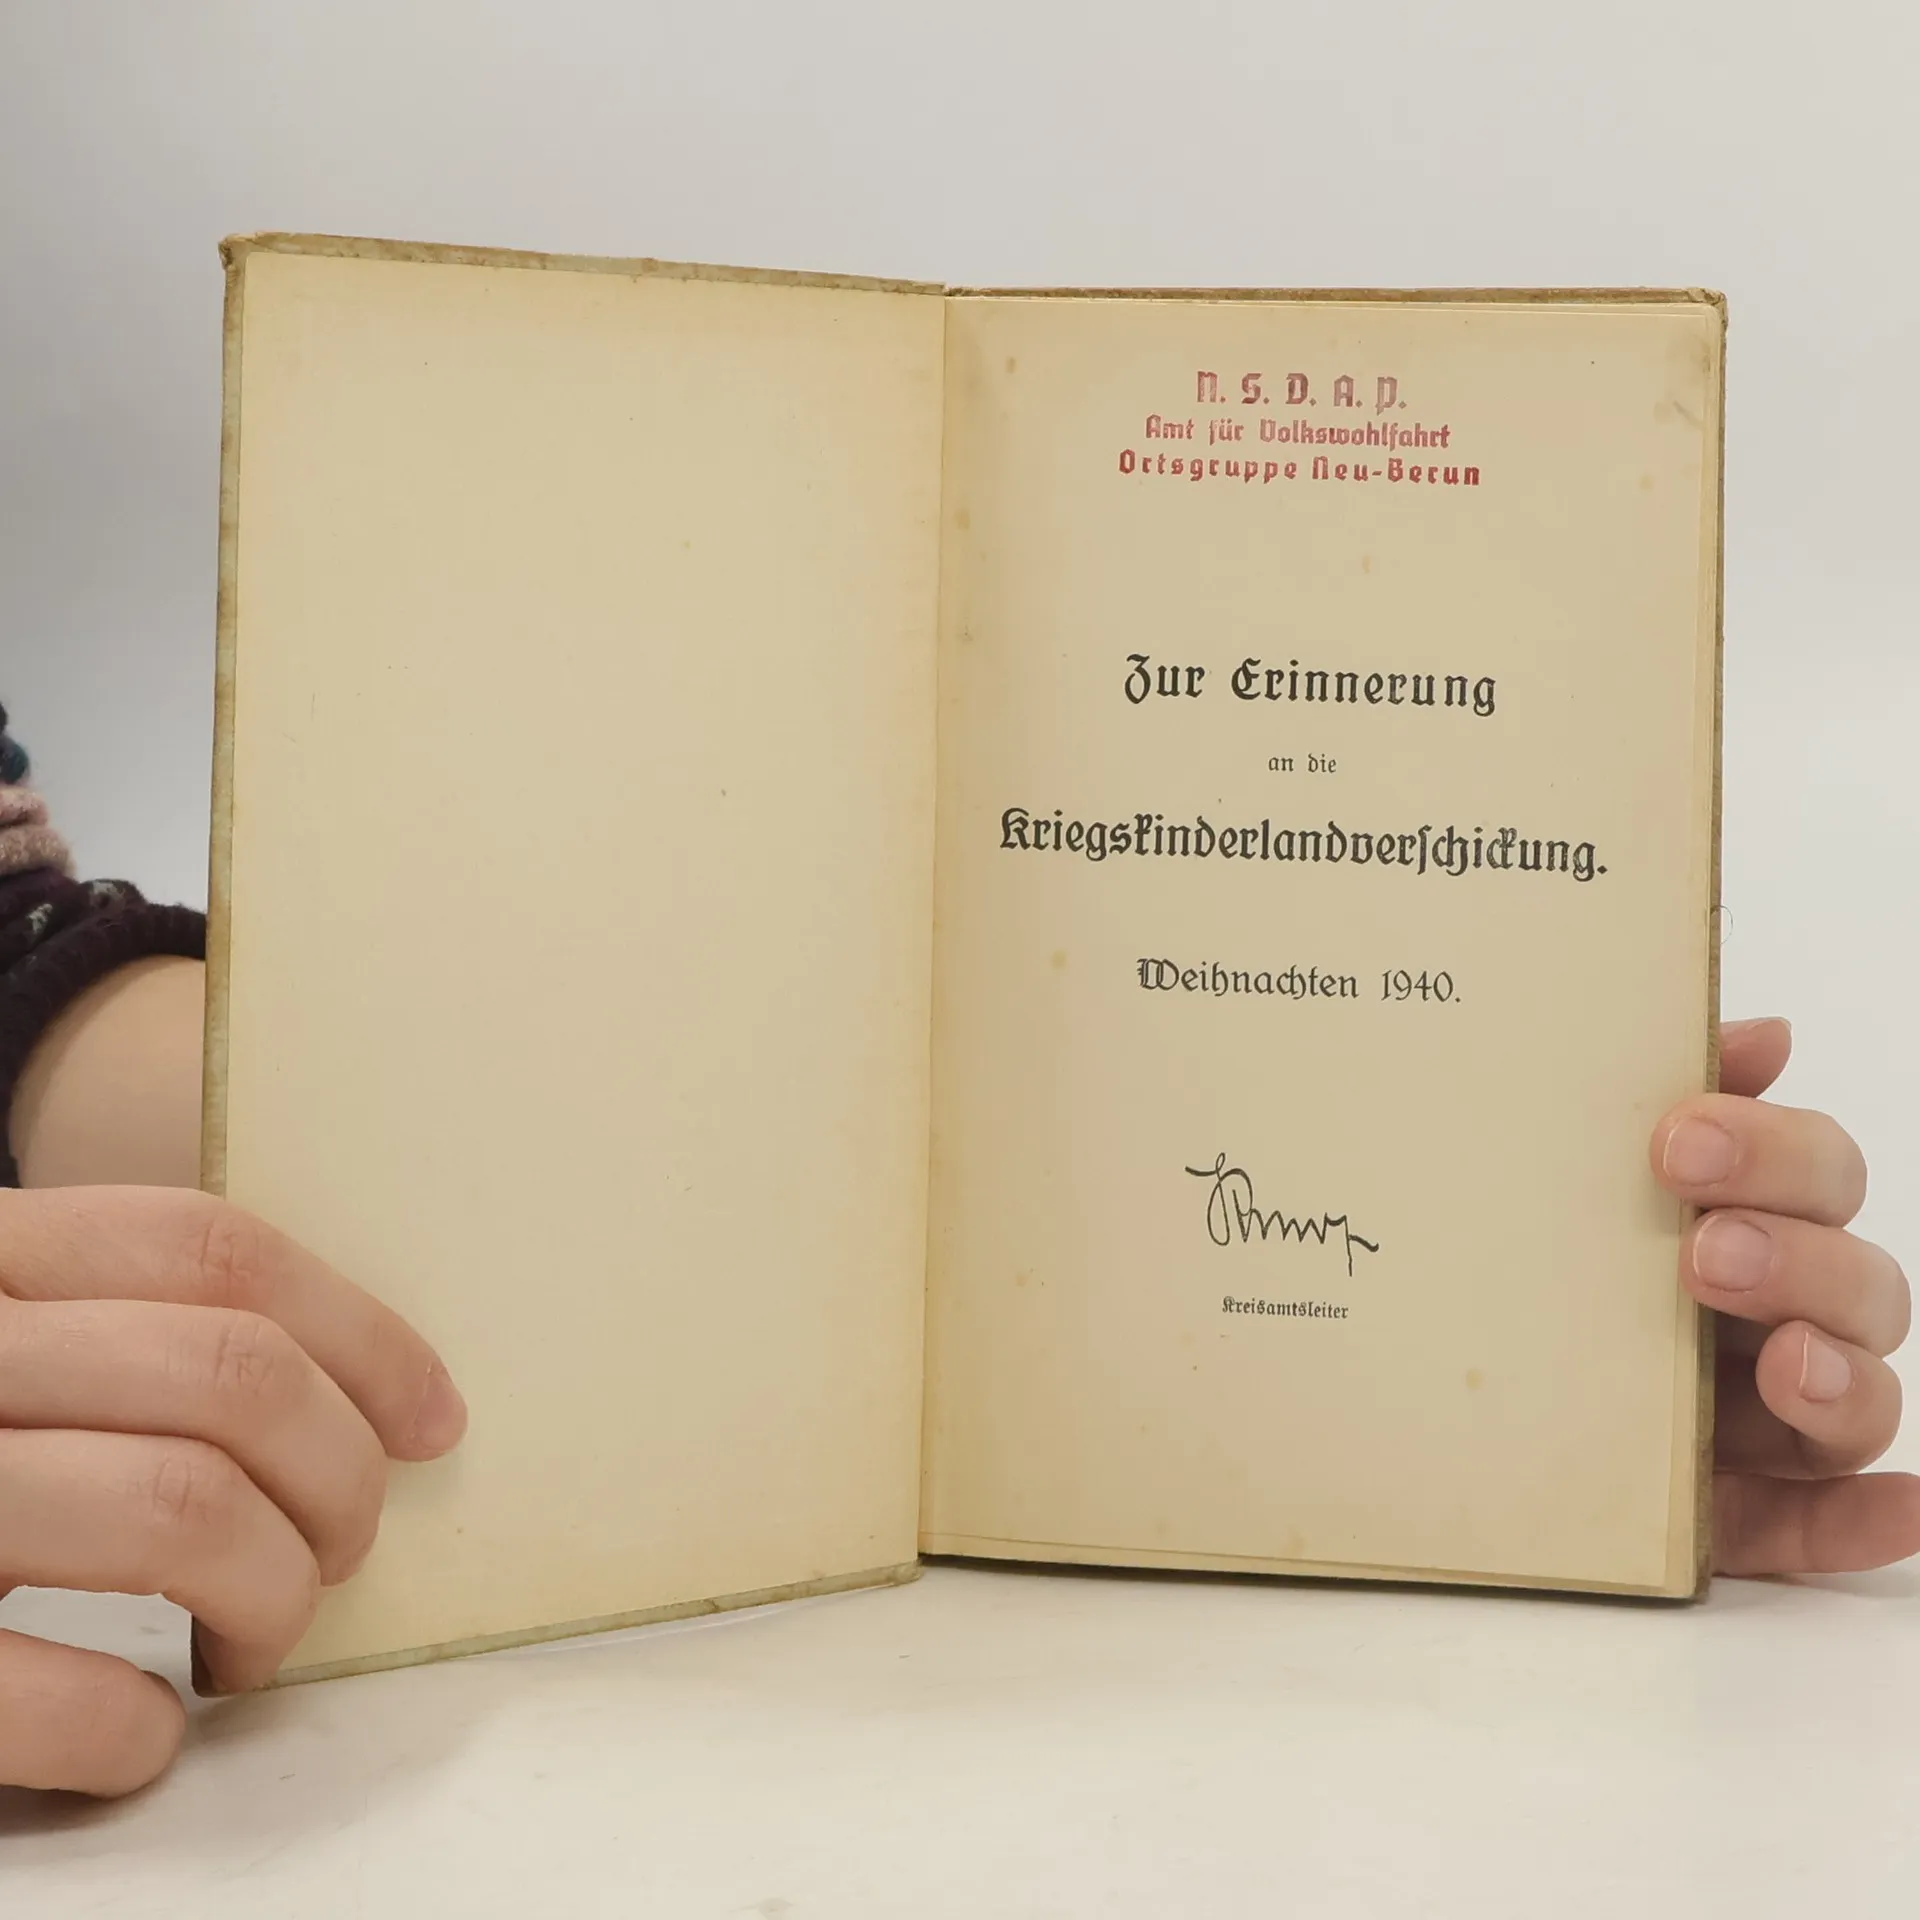 N. S. D. A. P.
Amt für Volkswohlfahrt
Ortsgruppe Neu-Berun
Zur Erinnerung
an die
Kriegskinderlandverschickung.
Weihnachten 1940.
Kreisamtsleiter